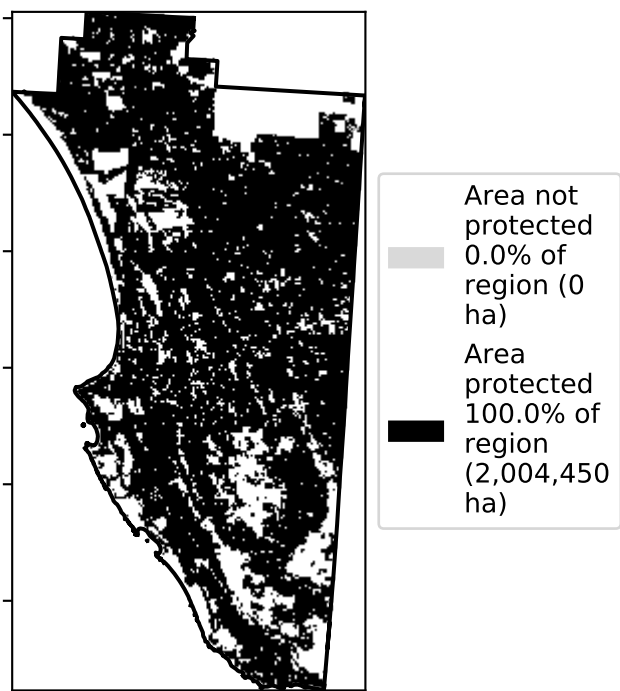 Area not
protected
0.0% of
region (0
ha)
Area
protected
100.0% of
region
(2,004,450
ha)